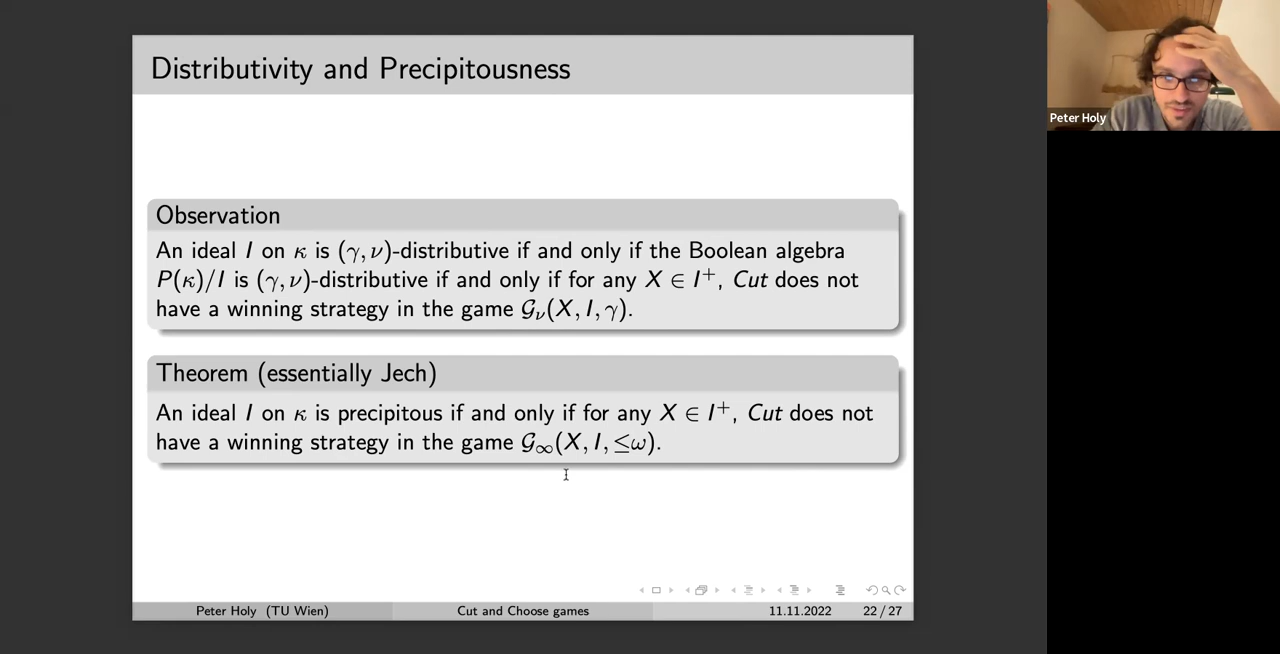 Distributivity and Precipitousness
Peter Holy
Observation
An ideal I on κ is (γ, ν)-distributive if and only if the Boolean algebra
P(κ)/I is (γ, ν)-distributive if and only if for any X ∈ I⁺, Cut does not
have a winning strategy in the game 𝒢_ν(X, I, γ).
Theorem (essentially Jech)
An ideal I on κ is precipitous if and only if for any X ∈ I⁺, Cut does not
have a winning strategy in the game 𝒢_∞(X, I, ≤ω).
Peter Holy (TU Wien)
Cut and Choose games
11.11.2022
22 / 27